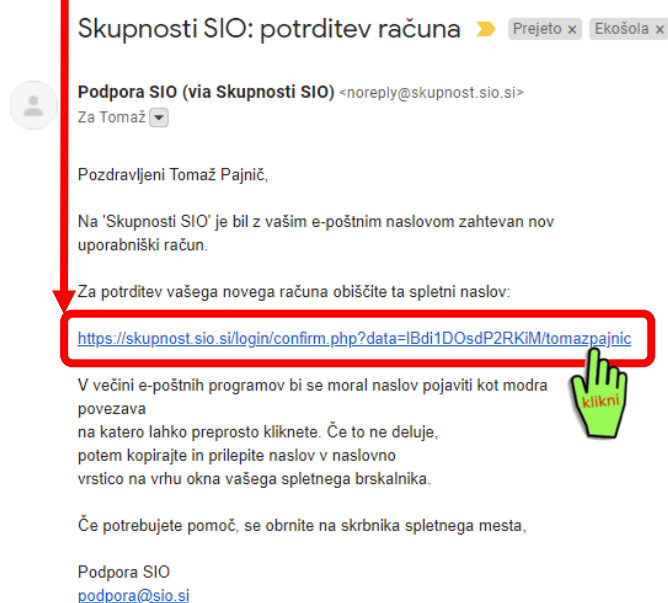 Skupnosti SIO: potrditev računa Prejeto x Ekošola x
Podpora SIO (via Skupnosti SIO) <noreply@skupnost.sio.si>
Za Tomaž
Pozdravljeni Tomaž Pajnič,
Na 'Skupnosti SIO' je bil z vašim e-poštnim naslovom zahtevan nov
uporabniški račun.
Za potrditev vašega novega računa obiščite ta spletni naslov:
https://skupnost.sio.si/login/confirm.php?data=IBdi1DOsdP2RKiM/tomazpajnic
klikni
V večini e-poštnih programov bi se moral naslov pojaviti kot modra
povezava
na katero lahko preprosto kliknete. Če to ne deluje,
potem kopirajte in prilepite naslov v naslovno
vrstico na vrhu okna vašega spletnega brskalnika.
Če potrebujete pomoč, se obrnite na skrbnika spletnega mesta,
Podpora SIO
podpora@sio.si